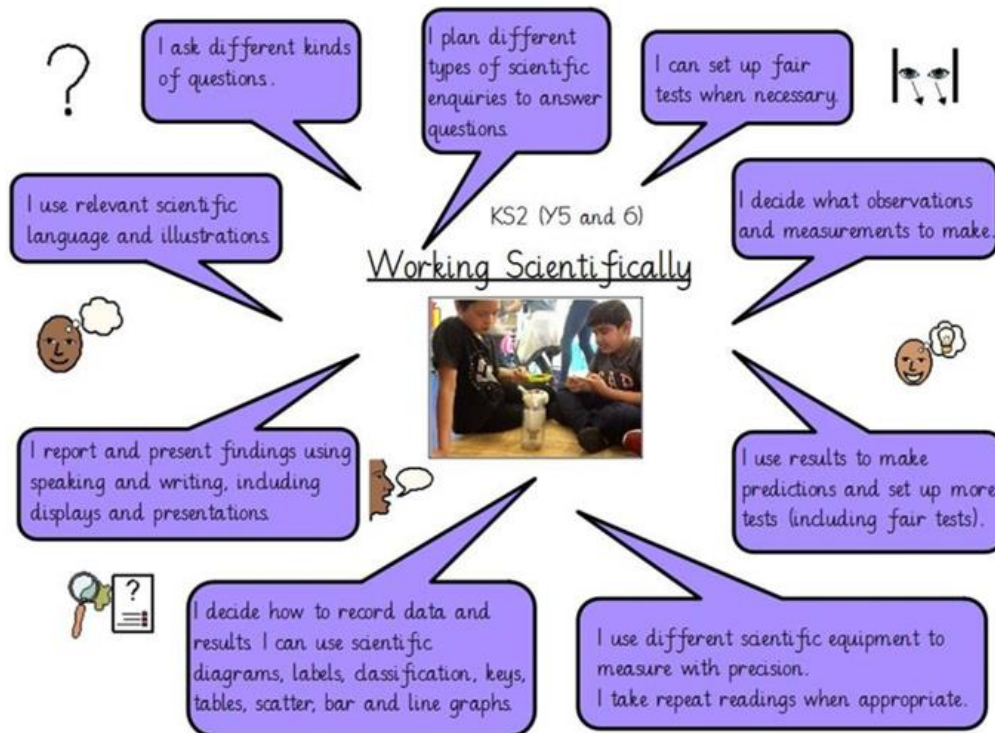 I ask different kinds
of questions.
I plan different
types of scientific
enquiries to answer
questions.
I can set up fair
tests when necessary.
I use relevant scientific
language and illustrations.
KS2 (Y5 and 6)
Working Scientifically
I decide what observations
and measurements to make.
I report and present findings using
speaking and writing, including
displays and presentations.
I use results to make
predictions and set up more
tests (including fair tests).
?
I decide how to record data and
results. I can use scientific
diagrams, labels, classification, keys,
tables, scatter, bar and line graphs.
I use different scientific equipment to
measure with precision.
I take repeat readings when appropriate.